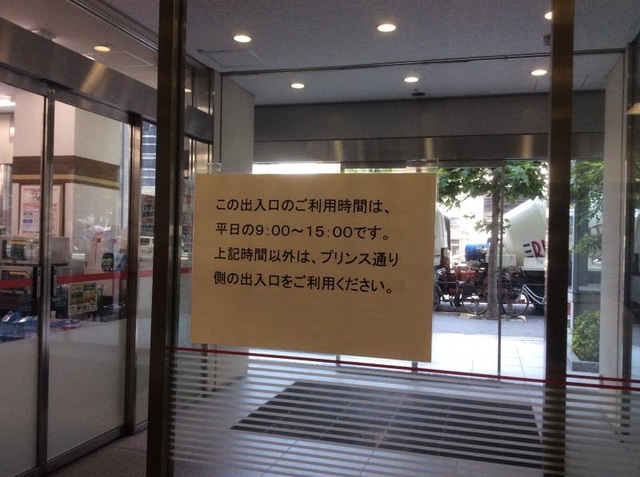 この出入口のご利用時間は、
平日の9:00～15:00です。
上記時間以外は、プリンス通り
側の出入口をご利用ください。